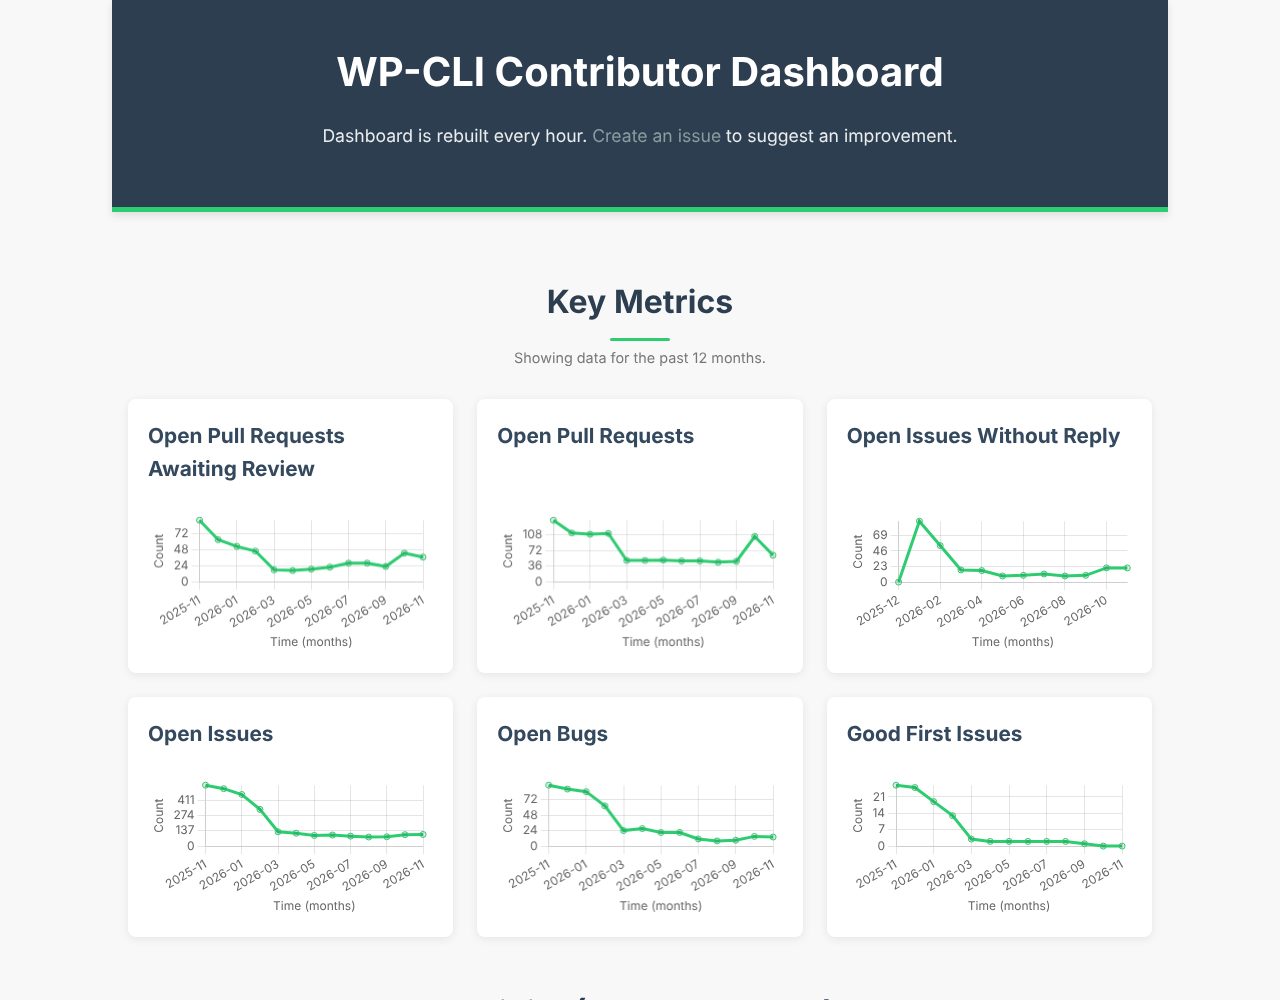 WP-CLI Contributor Dashboard
Dashboard is rebuilt every hour. Create an issue to suggest an improvement.
Key Metrics
Showing data for the past 12 months.
Open Pull Requests
Awaiting Review
Count
72
48
24
0
2025-11
2026-01
2026-03
2026-05
2026-07
2026-09
2026-11
Time (months)
Open Pull Requests
Count
108
72
36
0
2025-11
2026-01
2026-03
2026-05
2026-07
2026-09
2026-11
Time (months)
Open Issues Without Reply
Count
69
46
23
0
2025-12
2026-02
2026-04
2026-06
2026-08
2026-10
Time (months)
Open Issues
Count
411
274
137
0
2025-11
2026-01
2026-03
2026-05
2026-07
2026-09
2026-11
Time (months)
Open Bugs
Count
72
48
24
0
2025-11
2026-01
2026-03
2026-05
2026-07
2026-09
2026-11
Time (months)
Good First Issues
Count
21
14
7
0
2025-11
2026-01
2026-03
2026-05
2026-07
2026-09
2026-11
Time (months)